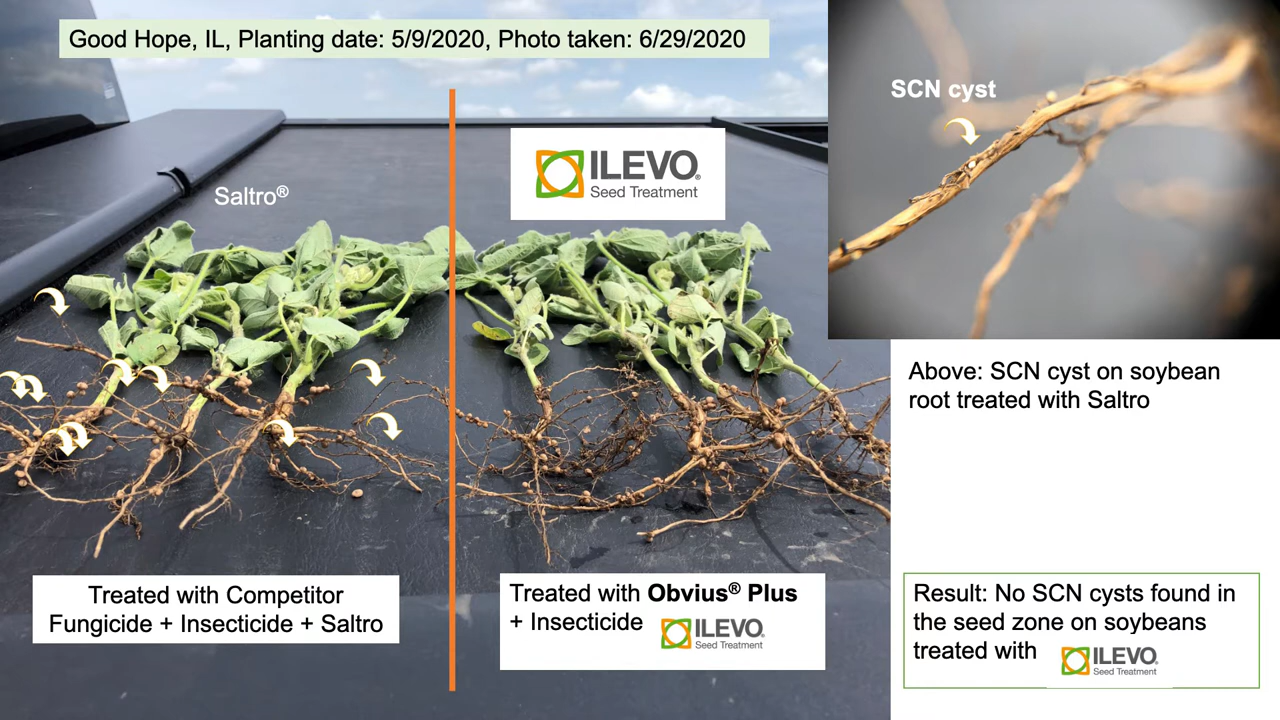 Good Hope, IL, Planting date: 5/9/2020, Photo taken: 6/29/2020
Saltro®
ILEVO®
Seed Treatment
SCN cyst
Above: SCN cyst on soybean
root treated with Saltro
Treated with Competitor
Fungicide + Insecticide + Saltro
Treated with Obvius® Plus
+ Insecticide
ILEVO®
Seed Treatment
Result: No SCN cysts found in
the seed zone on soybeans
treated with
ILEVO®
Seed Treatment